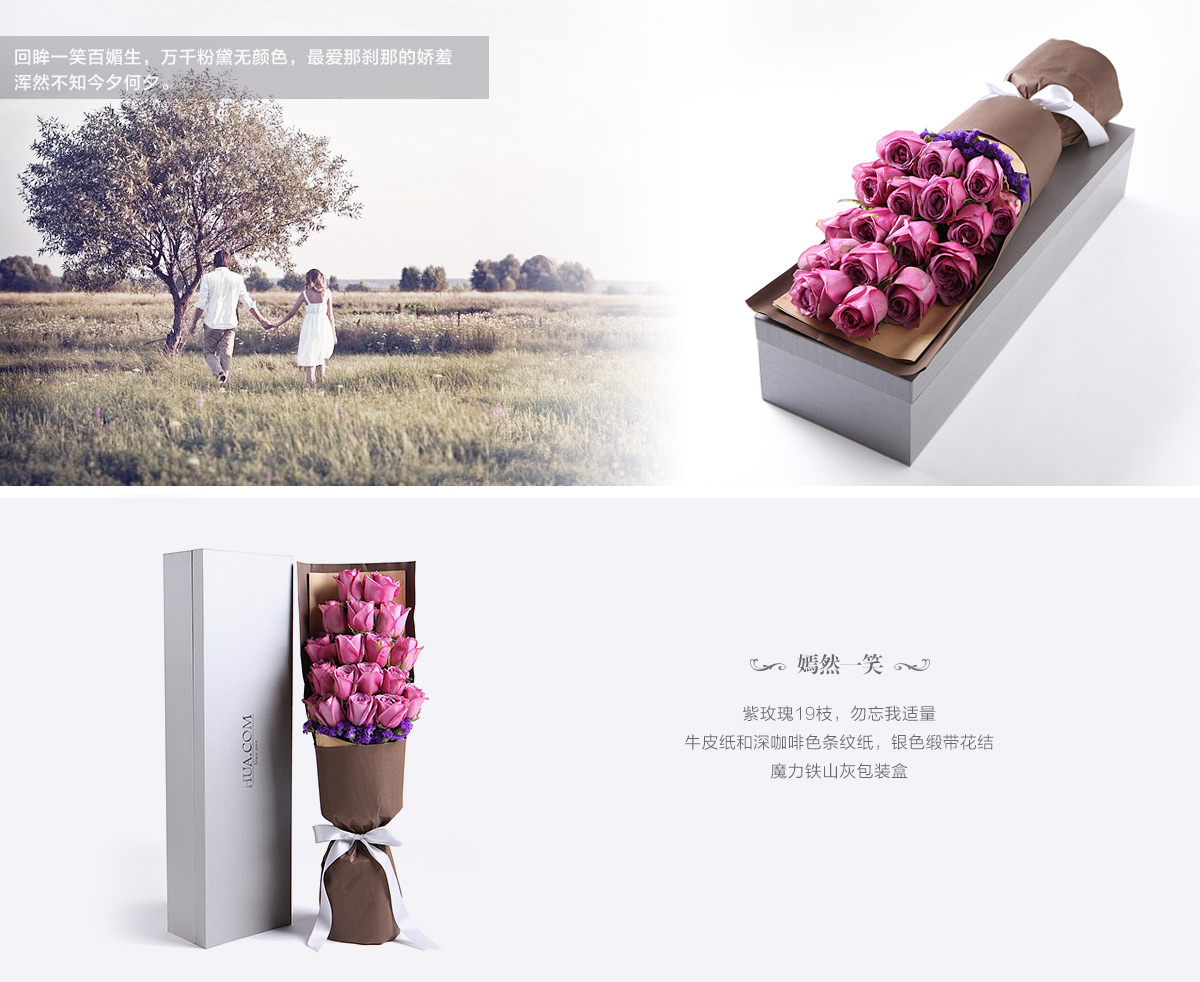 回眸一笑百媚生，万千粉黛无颜色，最爱那刹那的娇羞
浑然不知今夕何夕。
HUA.COM
嫣然一笑
紫玫瑰19枝，勿忘我适量
牛皮纸和深咖啡色条纹纸，银色缎带花结
魔力铁山灰包装盒